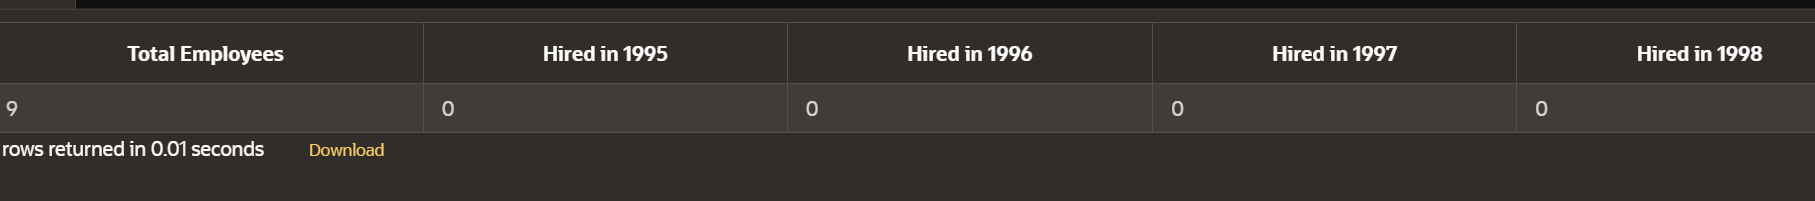 Total Employees Hired in 1995 Hired in 1996 Hired in 1997 Hired in 1998
9 0 0 0 0
rows returned in 0.01 seconds Download